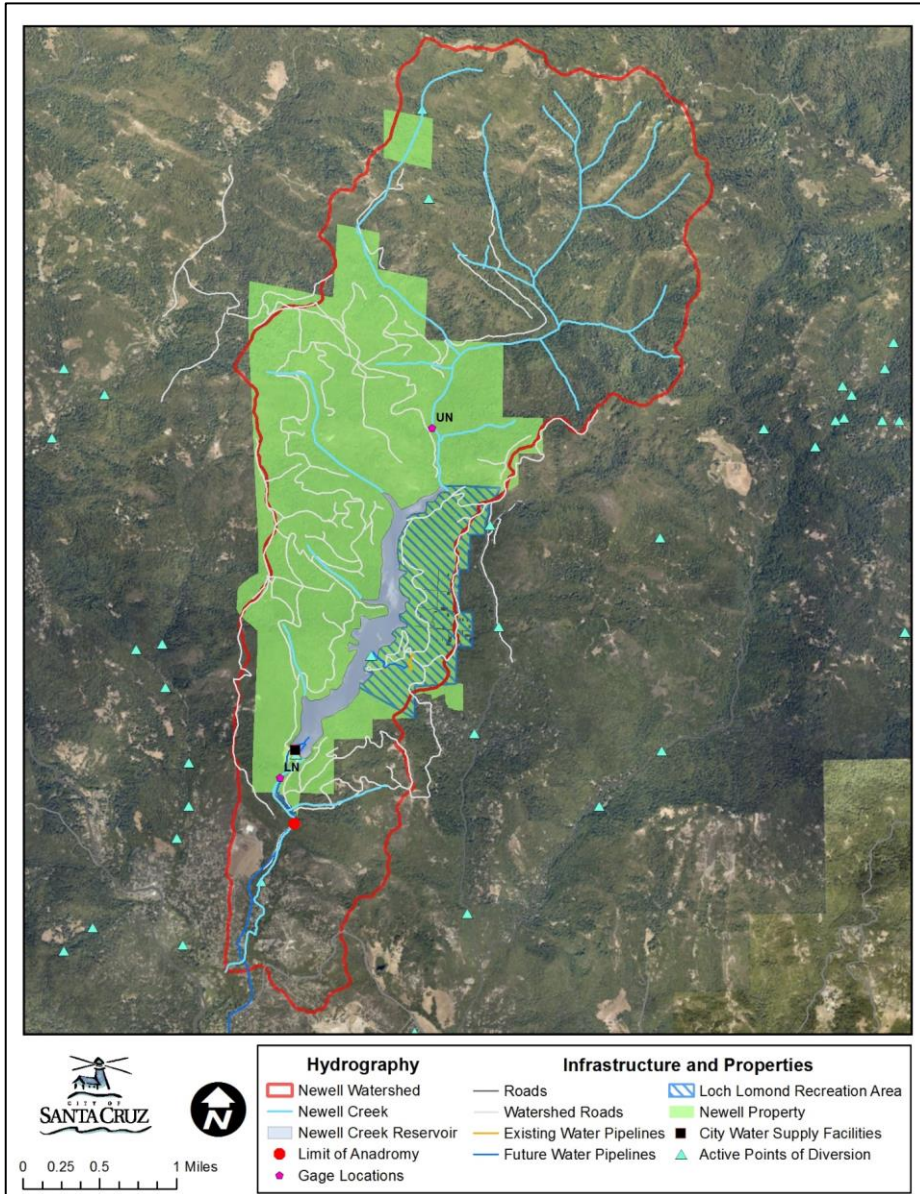 UN
LN
CITY OF
SANTA CRUZ
N
0 0.25 0.5 1 Miles
Hydrography
Newell Watershed
Newell Creek
Newell Creek Reservoir
Limit of Anadromy
Gage Locations
Infrastructure and Properties
Roads
Watershed Roads
Existing Water Pipelines
Future Water Pipelines
Loch Lomond Recreation Area
Newell Property
City Water Supply Facilities
Active Points of Diversion